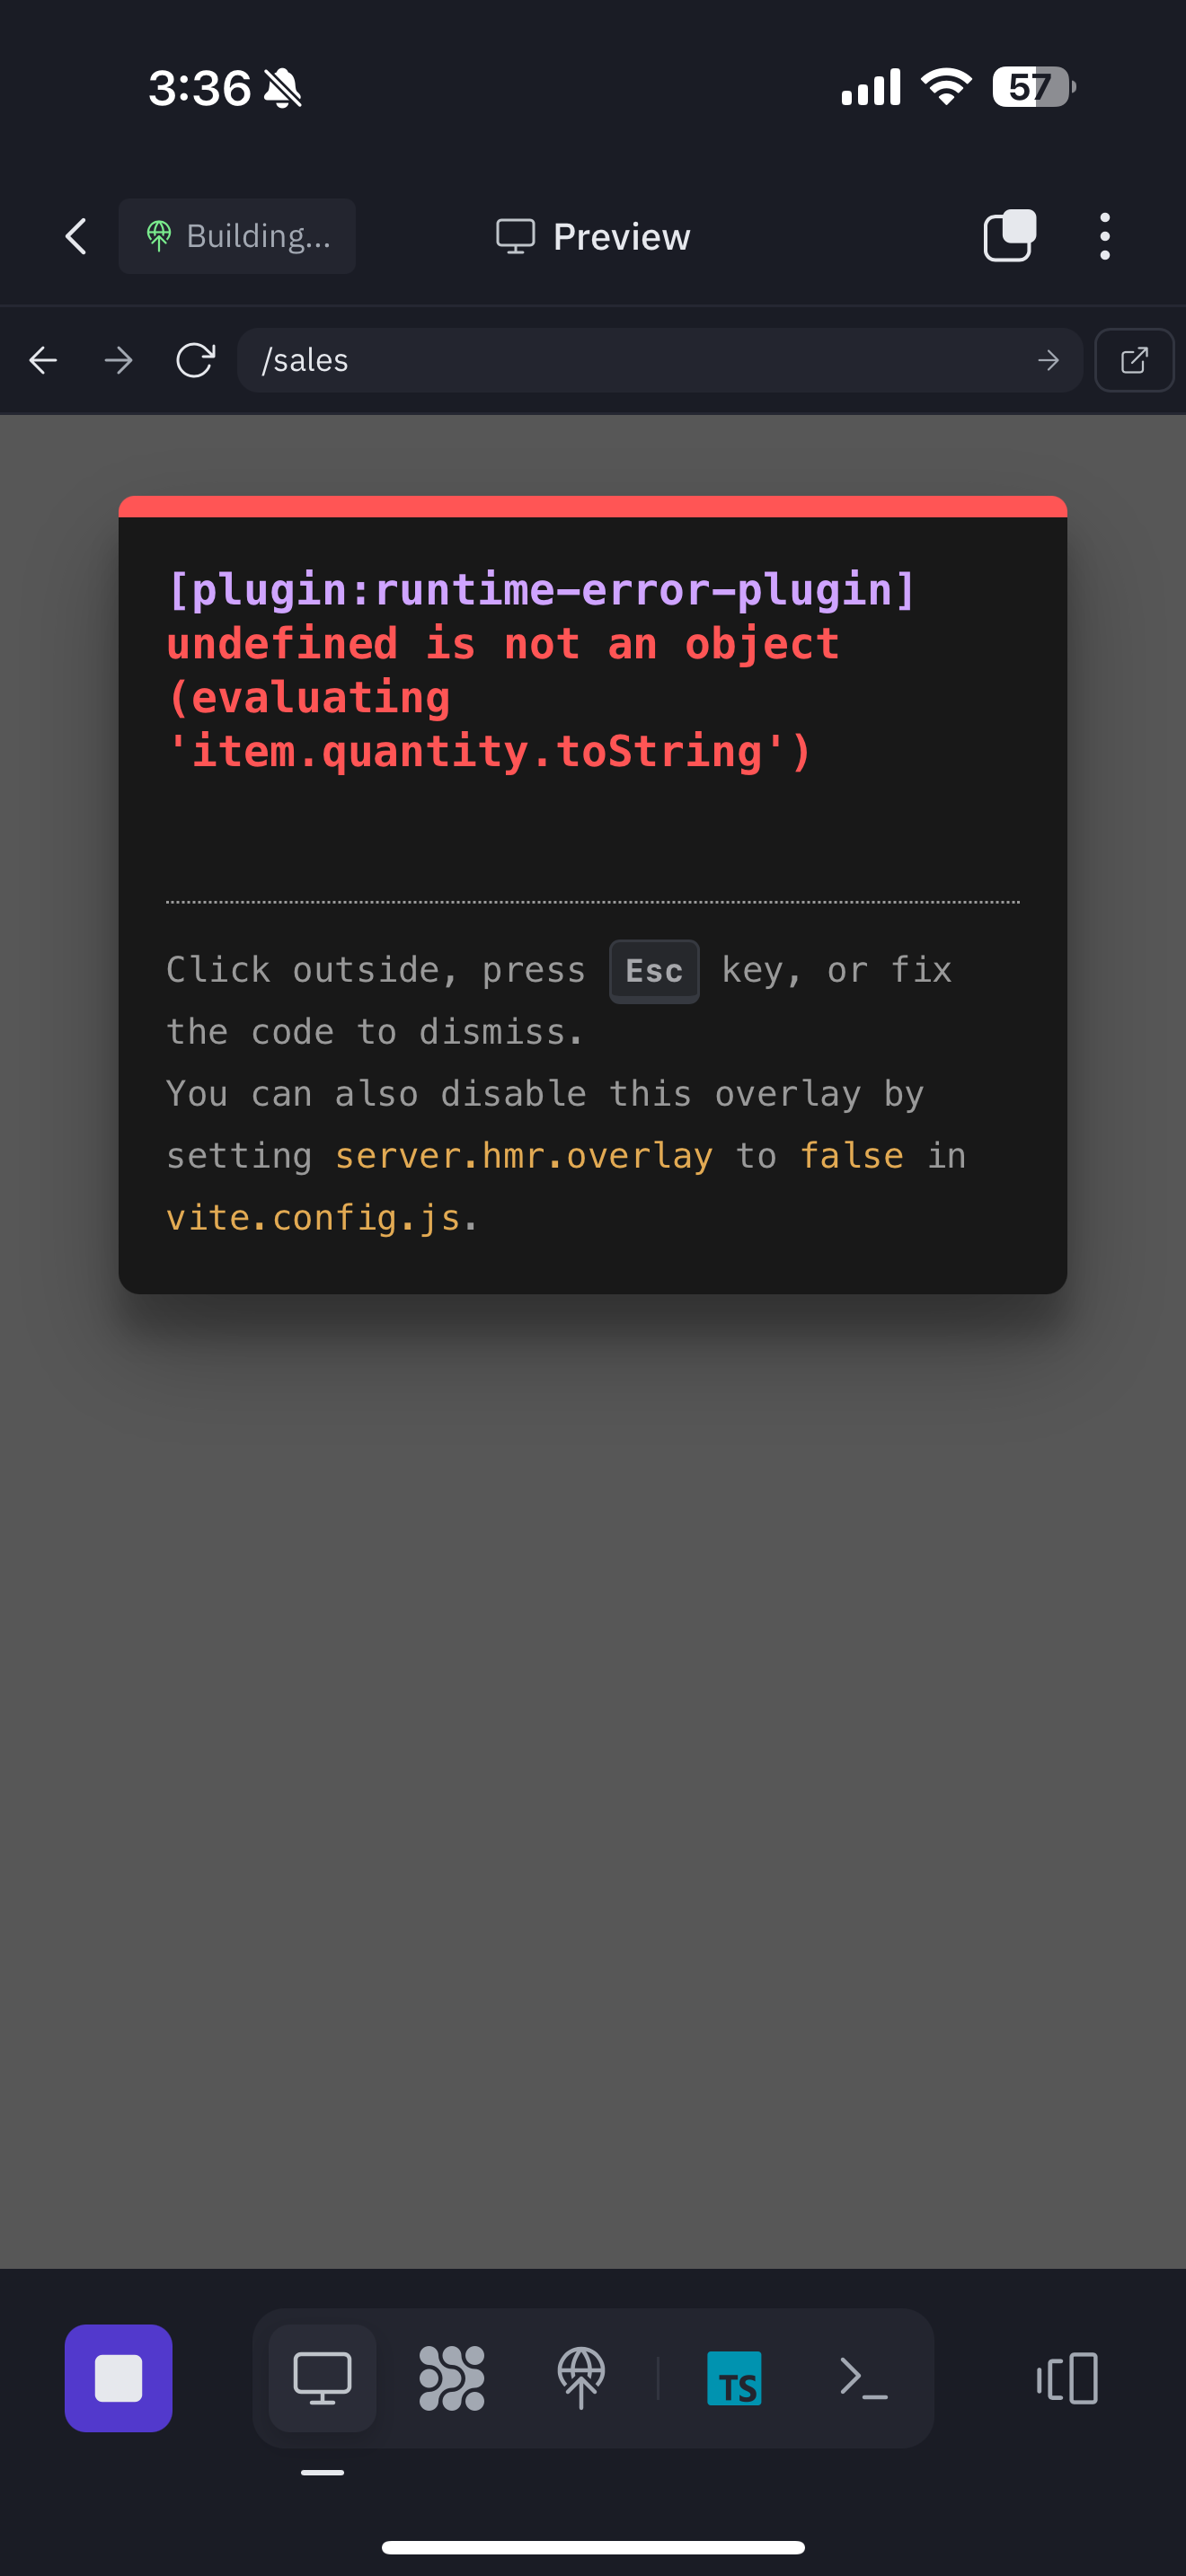 3:36
57
Building...
Preview
/sales
[plugin:runtime-error-plugin]
undefined is not an object
(evaluating
'item.quantity.toString')
Click outside, press Esc key, or fix
the code to dismiss.
You can also disable this overlay by
setting server.hmr.overlay to false in
vite.config.js.
TS